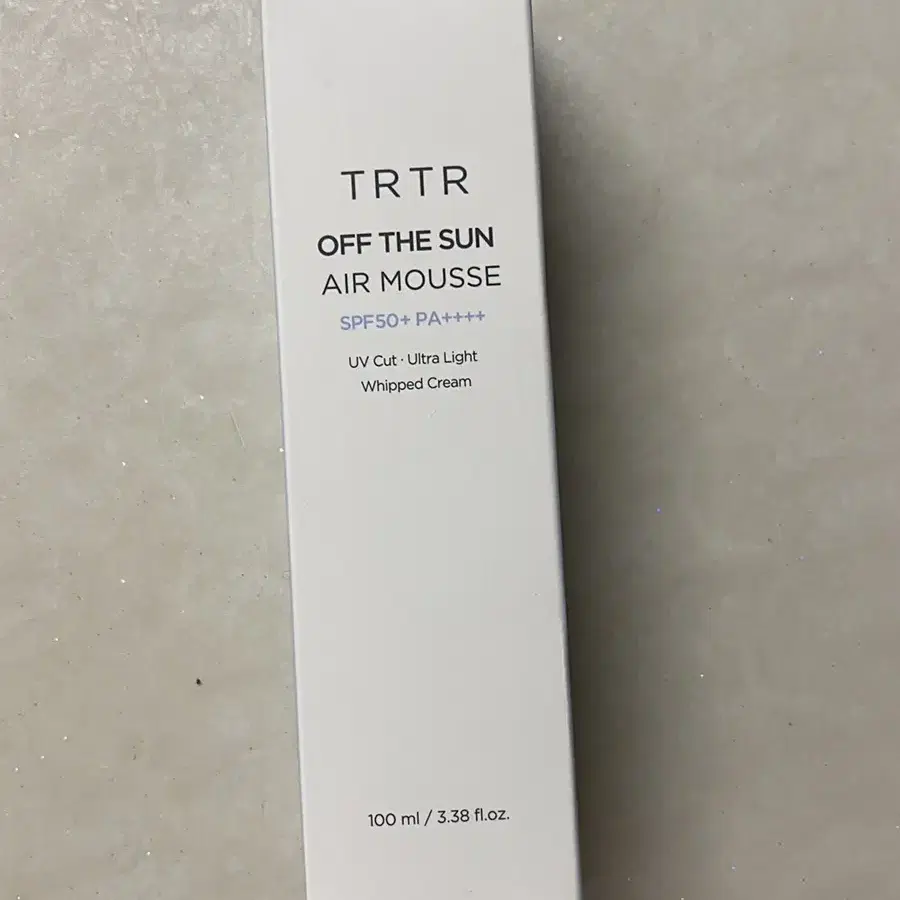 TRTR
OFF THE SUN
AIR MOUSSE
SPF50+ PA++++
UV Cut · Ultra Light
Whipped Cream
100 ml / 3.38 fl.oz.